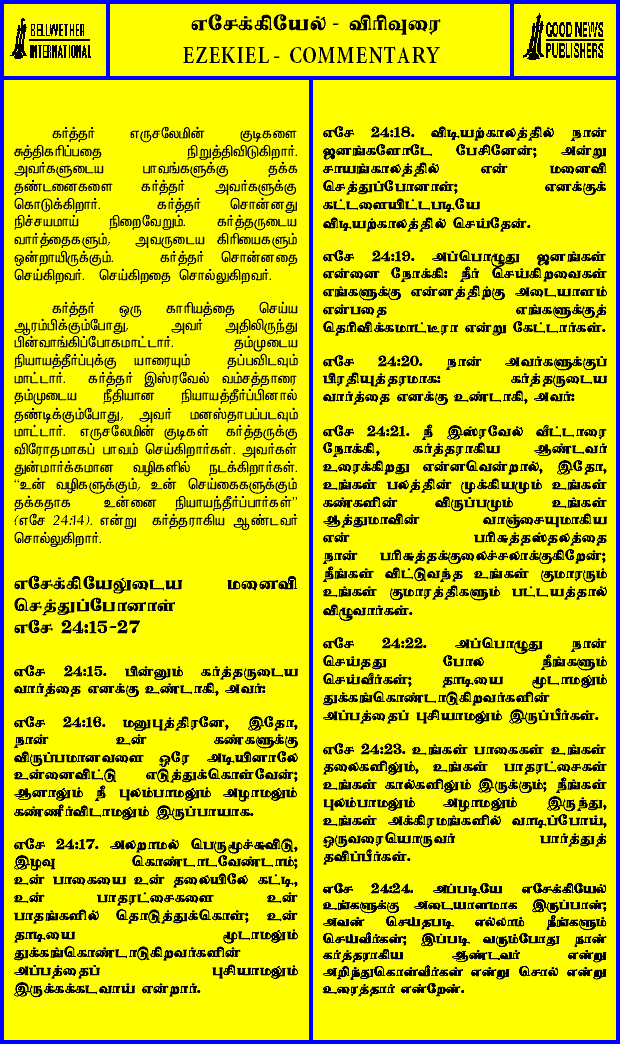 BELLWETHER
INTERNATIONAL
எசேக்கியேல் - விரிவுரை
EZEKIEL - COMMENTARY
GOOD NEWS
PUBLISHERS
கர்த்தர் எருசலேமின் குடிகளை
சுத்திகரிப்பதை நிறுத்திவிடுகிறார்.
அவர்களுடைய பாவங்களுக்கு தக்க
தண்டனைகளை கர்த்தர் அவர்களுக்கு
கொடுக்கிறார். கர்த்தர் சொன்னது
நிச்சயமாய் நிறைவேறும். கர்த்தருடைய
வார்த்தைகளும், அவருடைய கிரியைகளும்
ஒன்றாயிருக்கும். கர்த்தர் சொன்னதை
செய்கிறவர். செய்கிறதை சொல்லுகிறவர்.
கர்த்தர் ஒரு காரியத்தை செய்ய
ஆரம்பிக்கும்போது, அவர் அதிலிருந்து
பின்வாங்கிப்போகமாட்டார். தம்முடைய
நியாயத்தீர்ப்புக்கு யாரையும் தப்பவிடவும்
மாட்டார். கர்த்தர் இஸ்ரவேல் வம்சத்தாரை
தம்முடைய நீதியான நியாயத்தீர்ப்பினால்
தண்டிக்கும்போது, அவர் மனஸ்தாபப்படவும்
மாட்டார். எருசலேமின் குடிகள் கர்த்தருக்கு
விரோதமாகப் பாவம் செய்கிறார்கள். அவர்கள்
துன்மார்க்கமான வழிகளில் நடக்கிறார்கள்.
“உன் வழிகளுக்கும், உன் செய்கைகளுக்கும்
தக்கதாக உன்னை நியாயந்தீர்ப்பார்கள்”
(எசே 24:14). என்று கர்த்தராகிய ஆண்டவர்
சொல்லுகிறார்.
எசேக்கியேலுடைய மனைவி
செத்துப்போனாள்
எசே 24:15-27
எசே 24:15. பின்னும் கர்த்தருடைய
வார்த்தை எனக்கு உண்டாகி, அவர்:
எசே 24:16. மனுபுத்திரனே, இதோ,
நான் உன் கண்களுக்கு
விருப்பமானவளை ஒரே அடியினாலே
உன்னைவிட்டு எடுத்துக்கொள்வேன்;
ஆனாலும் நீ புலம்பாமலும் அழாமலும்
கண்ணீர்விடாமலும் இருப்பாயாக.
எசே 24:17. அலறாமல் பெருமூச்சுவிடு,
இழவு கொண்டாடவேண்டாம்;
உன் பாகையை உன் தலையிலே கட்டி,
உன் பாதரட்சைகளை உன்
பாதங்களில் தொடுத்துக்கொள்; உன்
தாடியை மூடாமலும்
துக்கங்கொண்டாடுகிறவர்களின்
அப்பத்தைப் புசியாமலும்
இருக்கக்கடவாய் என்றார்.
எசே 24:18. விடியற்காலத்தில் நான்
ஜனங்களோடே பேசினேன்; அன்று
சாயங்காலத்தில் என் மனைவி
செத்துப்போனாள்; எனக்குக்
கட்டளையிட்டபடியே
விடியற்காலத்தில் செய்தேன்.
எசே 24:19. அப்பொழுது ஜனங்கள்
என்னை நோக்கி: நீர் செய்கிறவைகள்
எங்களுக்கு என்னத்திற்கு அடையாளம்
என்பதை எங்களுக்குத்
தெரிவிக்கமாட்டீரா என்று கேட்டார்கள்.
எசே 24:20. நான் அவர்களுக்குப்
பிரதியுத்தரமாக: கர்த்தருடைய
வார்த்தை எனக்கு உண்டாகி, அவர்:
எசே 24:21. நீ இஸ்ரவேல் வீட்டாரை
நோக்கி, கர்த்தராகிய ஆண்டவர்
உரைக்கிறது என்னவென்றால், இதோ,
உங்கள் பலத்தின் முக்கியமும் உங்கள்
கண்களின் விருப்பமும் உங்கள்
ஆத்துமாவின் வாஞ்சையுமாகிய
என் பரிசுத்தஸ்தலத்தை
நான் பரிசுத்தக்குலைச்சலாக்குகிறேன்;
நீங்கள் விட்டுவந்த உங்கள் குமாரரும்
உங்கள் குமாரத்திகளும் பட்டயத்தால்
விழுவார்கள்.
எசே 24:22. அப்பொழுது நான்
செய்தது போல நீங்களும்
செய்வீர்கள்; தாடியை மூடாமலும்
துக்கங்கொண்டாடுகிறவர்களின்
அப்பத்தைப் புசியாமலும் இருப்பீர்கள்.
எசே 24:23. உங்கள் பாகைகள் உங்கள்
தலைகளிலும், உங்கள் பாதரட்சைகள்
உங்கள் கால்களிலும் இருக்கும்; நீங்கள்
புலம்பாமலும் அழாமலும் இருந்து,
உங்கள் அக்கிரமங்களில் வாடிப்போய்,
ஒருவரையொருவர் பார்த்துத்
தவிப்பீர்கள்.
எசே 24:24. அப்படியே எசேக்கியேல்
உங்களுக்கு அடையாளமாக இருப்பான்;
அவன் செய்தபடி எல்லாம் நீங்களும்
செய்வீர்கள்; இப்படி வரும்போது நான்
கர்த்தராகிய ஆண்டவர் என்று
அறிந்துகொள்வீர்கள் என்று சொல் என்று
உரைத்தார் என்றேன்.